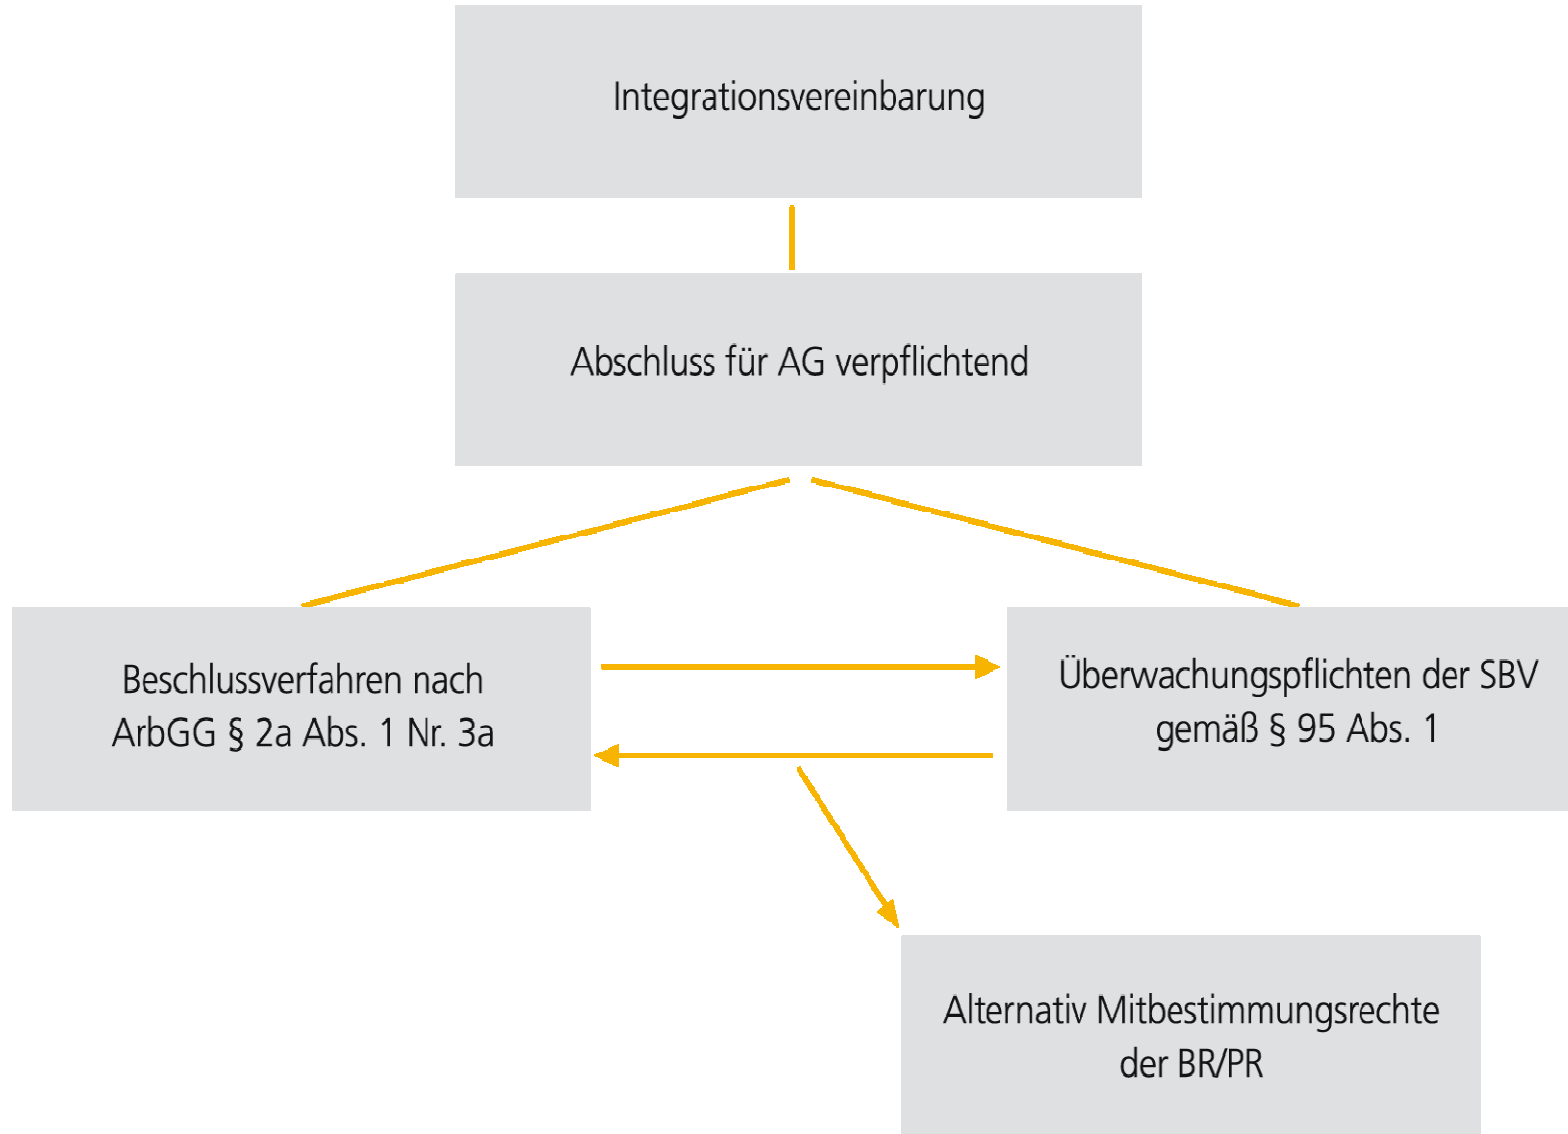 Integrationsvereinbarung
Abschluss für AG verpflichtend
Beschlussverfahren nach
ArbGG § 2a Abs. 1 Nr. 3a
Überwachungspflichten der SBV
gemäß § 95 Abs. 1
Alternativ Mitbestimmungsrechte
der BR/PR